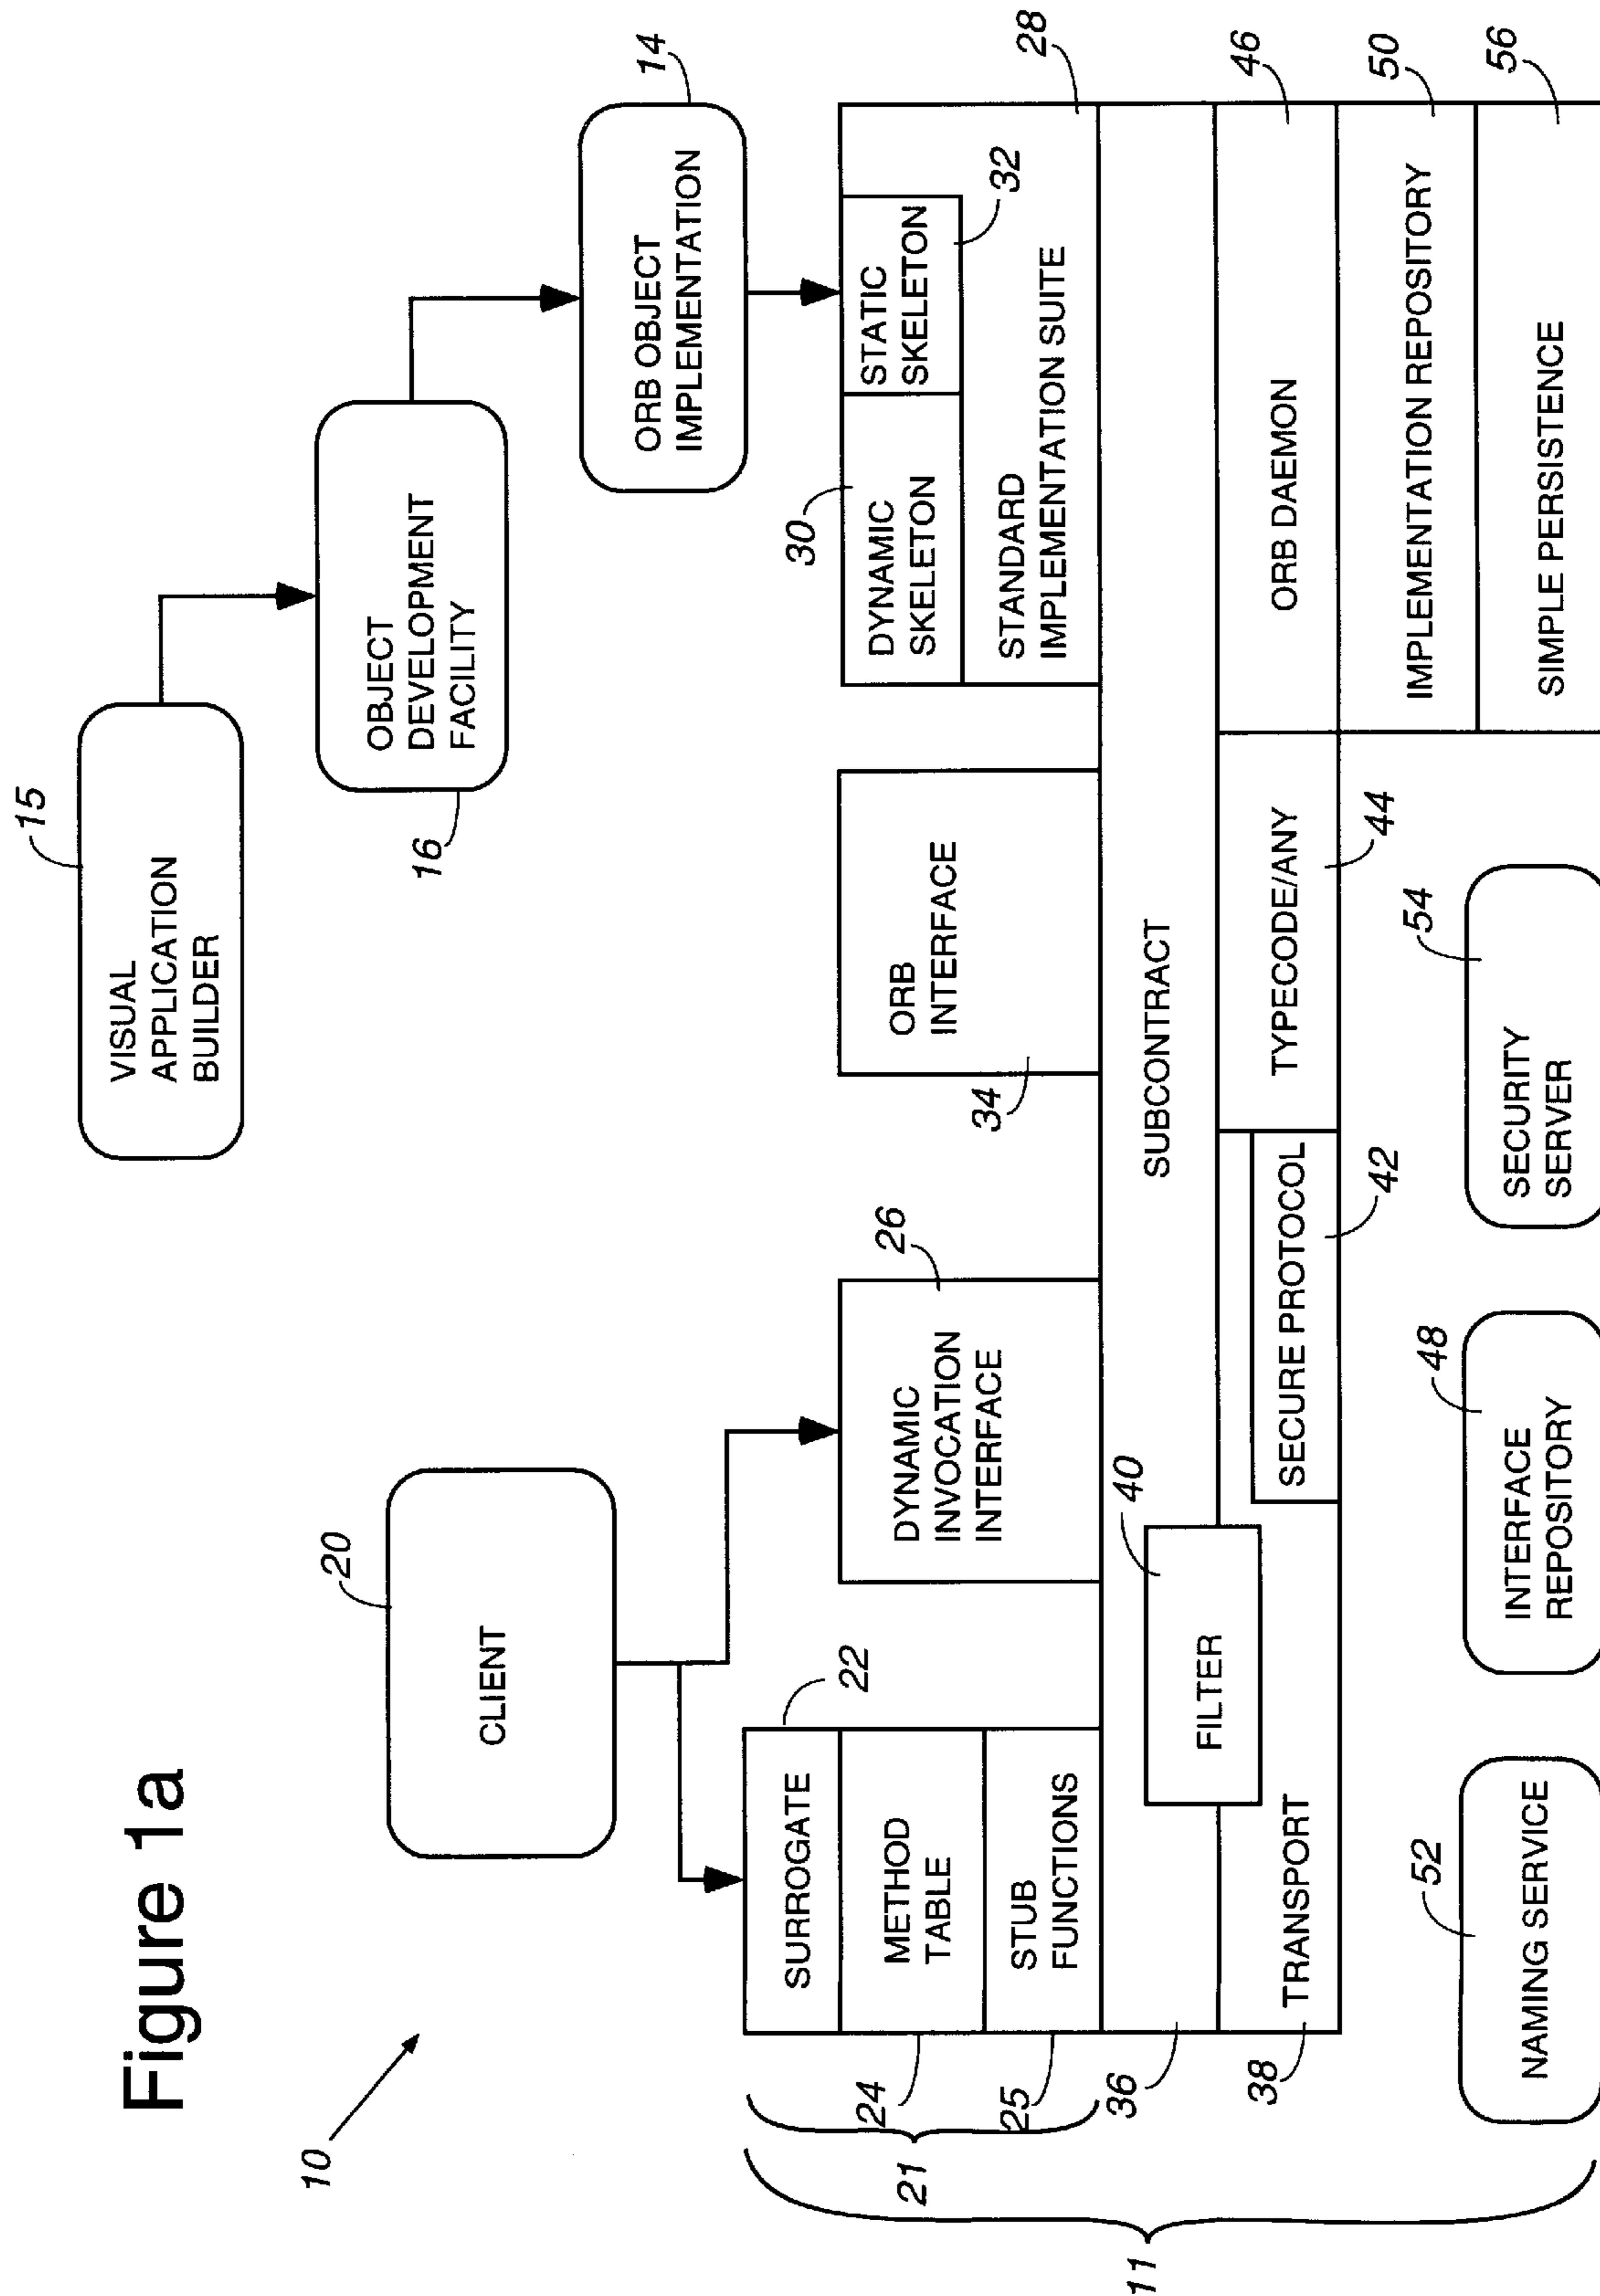 Figure 1a
10
15
VISUAL
APPLICATION
BUILDER
16
OBJECT
DEVELOPMENT
FACILITY
14
ORB OBJECT
IMPLEMENTATION
20
CLIENT
22
SURROGATE
24
METHOD
TABLE
25
STUB
FUNCTIONS
21
11
26
DYNAMIC
INVOCATION
INTERFACE
34
ORB
INTERFACE
30
DYNAMIC
SKELETON
32
STATIC
SKELETON
28
STANDARD
IMPLEMENTATION SUITE
36
SUBCONTRACT
40
FILTER
38
TRANSPORT
42
SECURE PROTOCOL
44
TYPECODE/ANY
46
ORB DAEMON
50
IMPLEMENTATION REPOSITORY
56
SIMPLE PERSISTENCE
52
NAMING SERVICE
48
INTERFACE
REPOSITORY
54
SECURITY
SERVER